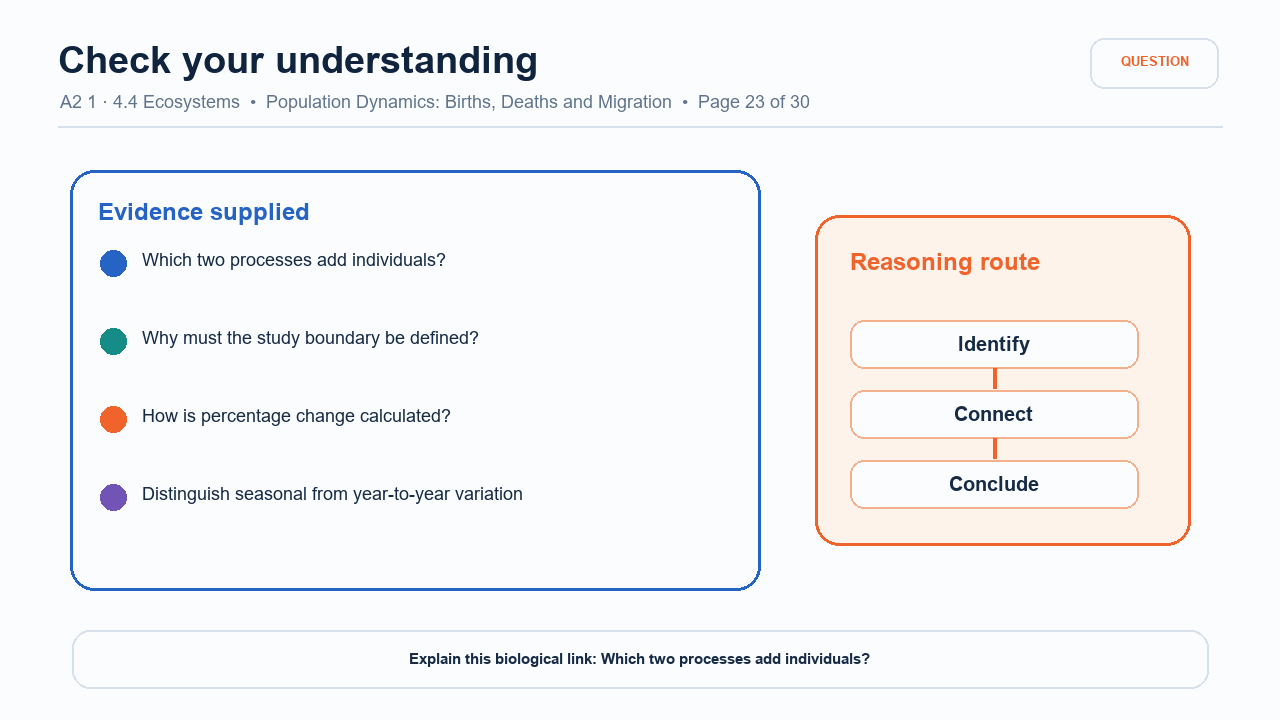 Check your understanding
QUESTION
A2 1 · 4.4 Ecosystems • Population Dynamics: Births, Deaths and Migration • Page 23 of 30
Evidence supplied
Which two processes add individuals?
Why must the study boundary be defined?
How is percentage change calculated?
Distinguish seasonal from year-to-year variation
Reasoning route
Identify
Connect
Conclude
Explain this biological link: Which two processes add individuals?